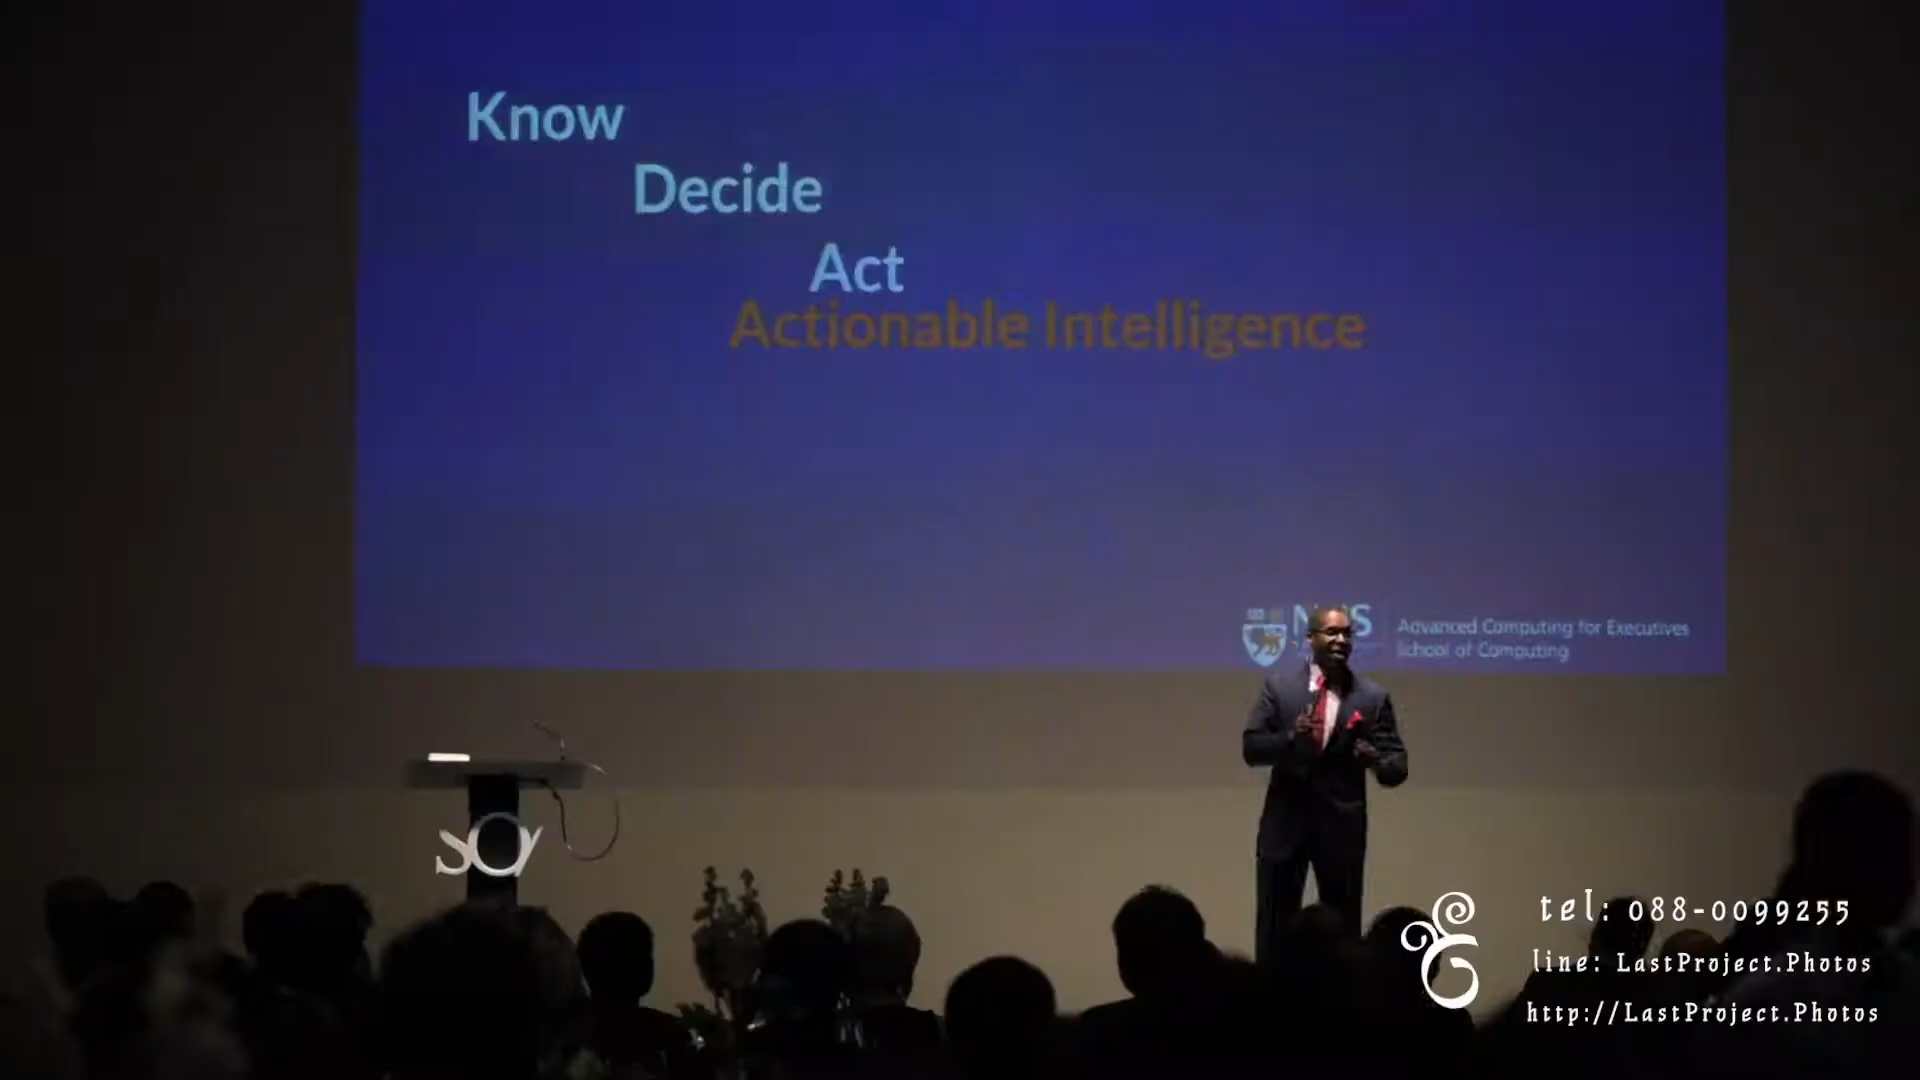 Know
Decide
Act
Actionable Intelligence
Advanced Computing for Executives
School of Computing
SO/
tel: 088-0099255
line: LastProject.Photos
http://LastProject.Photos